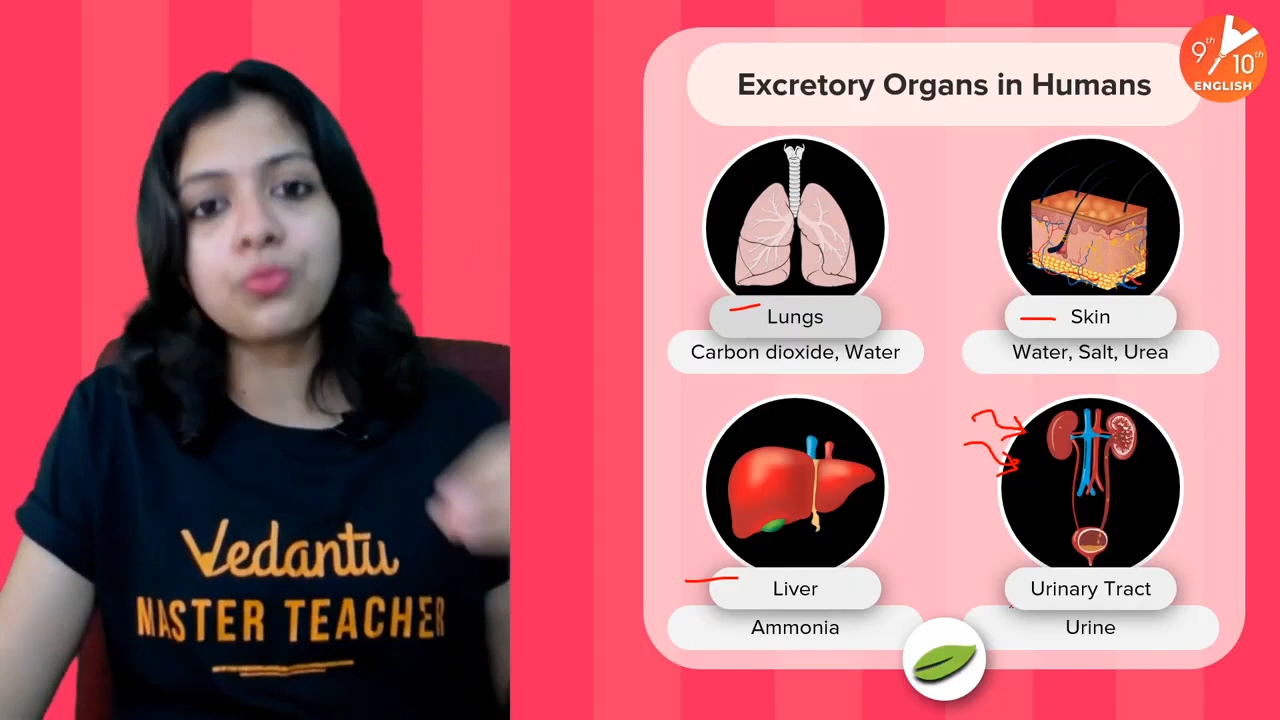 Excretory Organs in Humans
9th 10th
ENGLISH
Lungs
Carbon dioxide, Water
Skin
Water, Salt, Urea
Liver
Ammonia
Urinary Tract
Urine
Vedantu
MASTER TEACHER